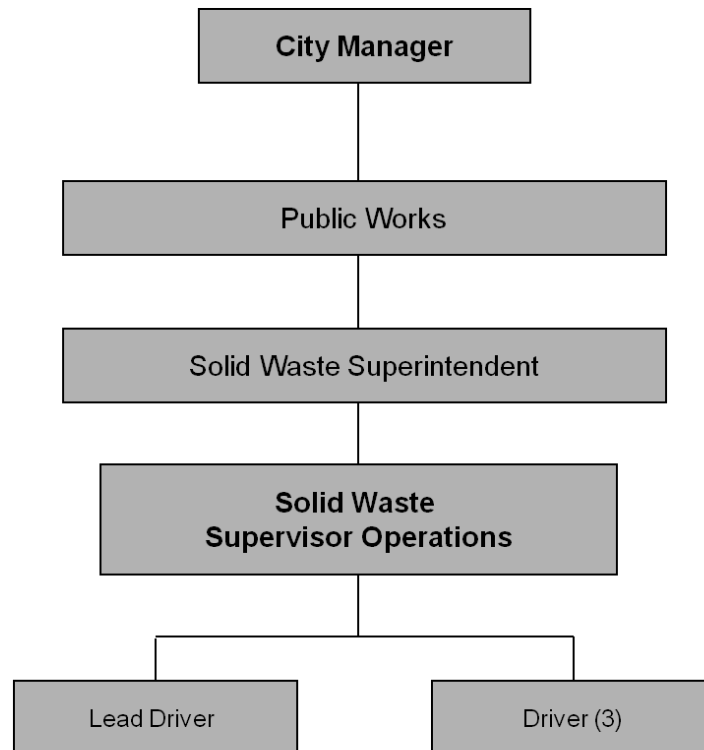 City Manager
Public Works
Solid Waste Superintendent
Solid Waste
Supervisor Operations
Lead Driver
Driver (3)